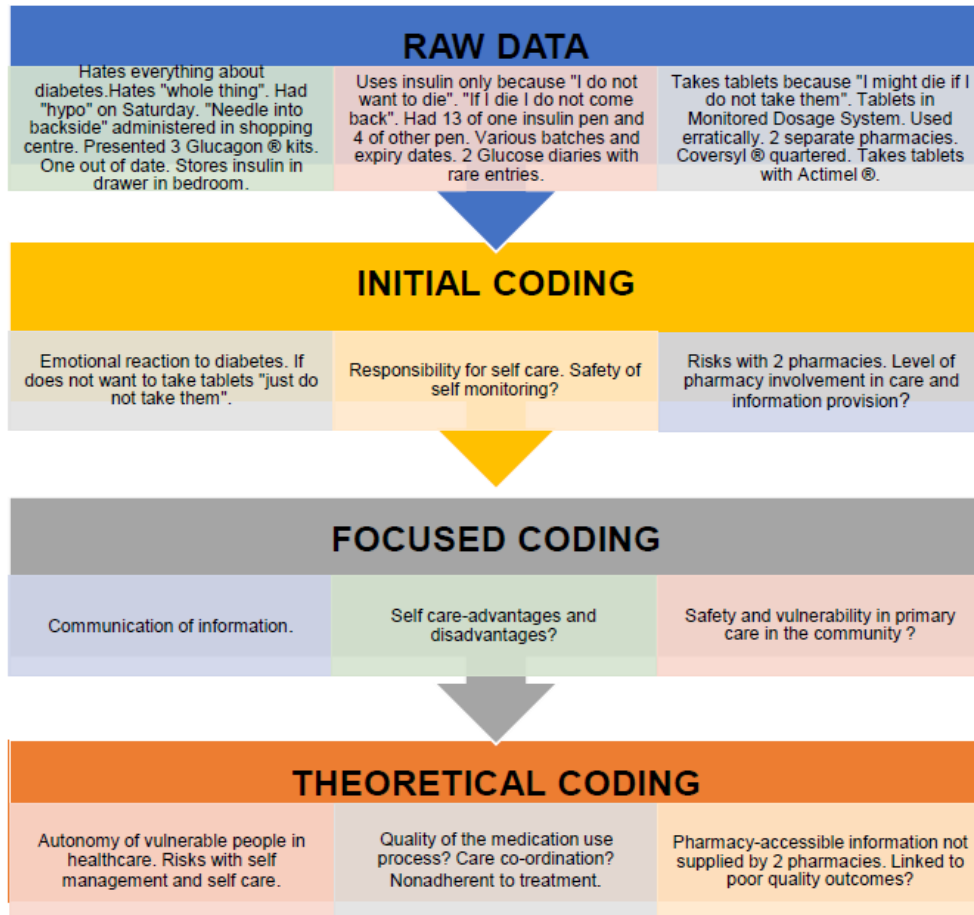 RAW DATA
Hates everything about
diabetes.Hates "whole thing". Had
"hypo" on Saturday. "Needle into
backside" administered in shopping
centre. Presented 3 Glucagon ® kits.
One out of date. Stores insulin in
drawer in bedroom.
Uses insulin only because "I do not
want to die". "If I die I do not come
back". Had 13 of one insulin pen and
4 of other pen. Various batches and
expiry dates. 2 Glucose diaries with
rare entries.
Takes tablets because "I might die if I
do not take them". Tablets in
Monitored Dosage System. Used
erratically. 2 separate pharmacies.
Coversyl ® quartered. Takes tablets
with Actimel ®.
INITIAL CODING
Emotional reaction to diabetes. If
does not want to take tablets "just do
not take them".
Responsibility for self care. Safety of
self monitoring?
Risks with 2 pharmacies. Level of
pharmacy involvement in care and
information provision?
FOCUSED CODING
Communication of information.
Self care-advantages and
disadvantages?
Safety and vulnerability in primary
care in the community ?
THEORETICAL CODING
Autonomy of vulnerable people in
healthcare. Risks with self
management and self care.
Quality of the medication use
process? Care co-ordination?
Nonadherent to treatment.
Pharmacy-accessible information not
supplied by 2 pharmacies. Linked to
poor quality outcomes?